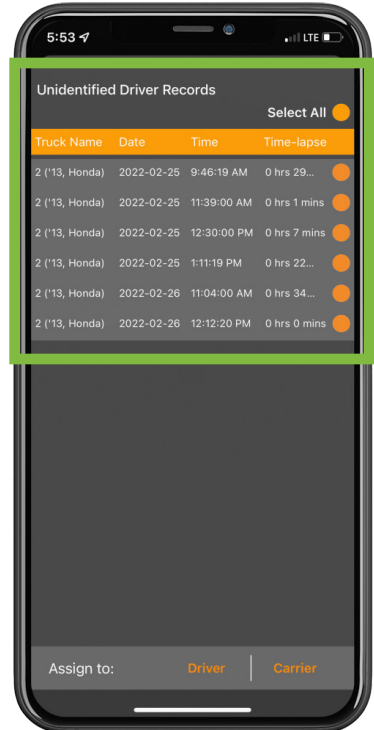 5:53 LTE
Unidentified Driver Records
Select All
Truck Name Date Time Time-lapse
2 ('13, Honda) 2022-02-25 9:46:19 AM 0 hrs 29...
2 ('13, Honda) 2022-02-25 11:39:00 AM 0 hrs 1 mins
2 ('13, Honda) 2022-02-25 12:30:00 PM 0 hrs 7 mins
2 ('13, Honda) 2022-02-25 1:11:19 PM 0 hrs 22...
2 ('13, Honda) 2022-02-26 11:04:00 AM 0 hrs 34...
2 ('13, Honda) 2022-02-26 12:12:20 PM 0 hrs 0 mins
Assign to: Driver Carrier